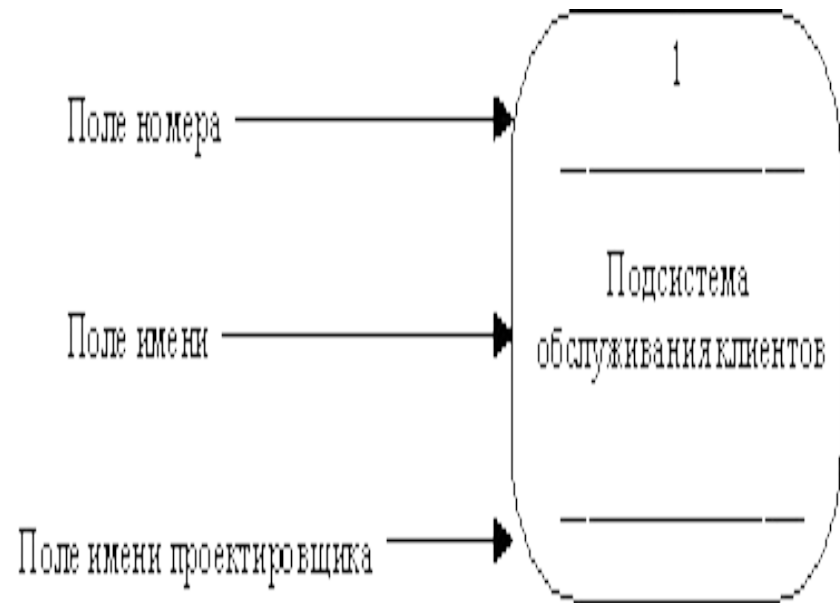 1
Поле номера
Подсистема
обслуживания клиентов
Поле имени
Поле имени проектировщика